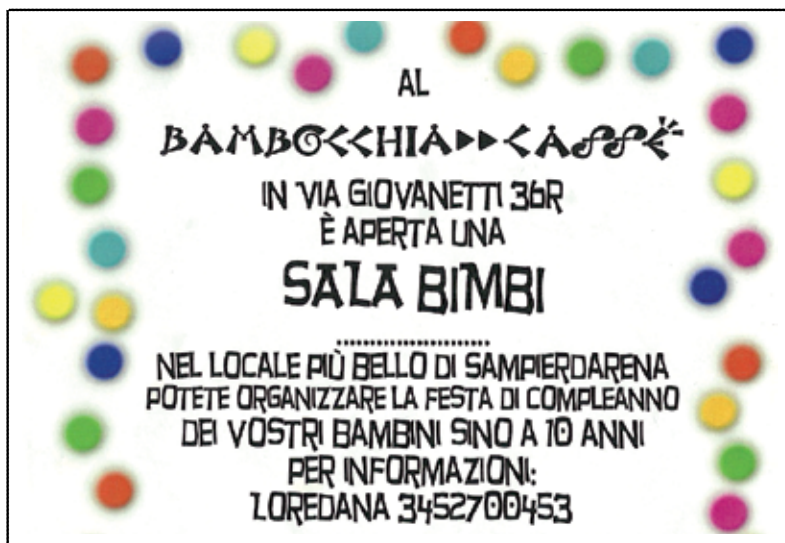 AL
BAMBOCCHIA▸▸CAFFÈ
IN VIA GIOVANETTI 36R
È APERTA UNA
SALA BIMBI
........................
NEL LOCALE PIÙ BELLO DI SAMPIERDARENA
POTETE ORGANIZZARE LA FESTA DI COMPLEANNO
DEI VOSTRI BAMBINI SINO A 10 ANNI
PER INFORMAZIONI:
LOREDANA 3452700453